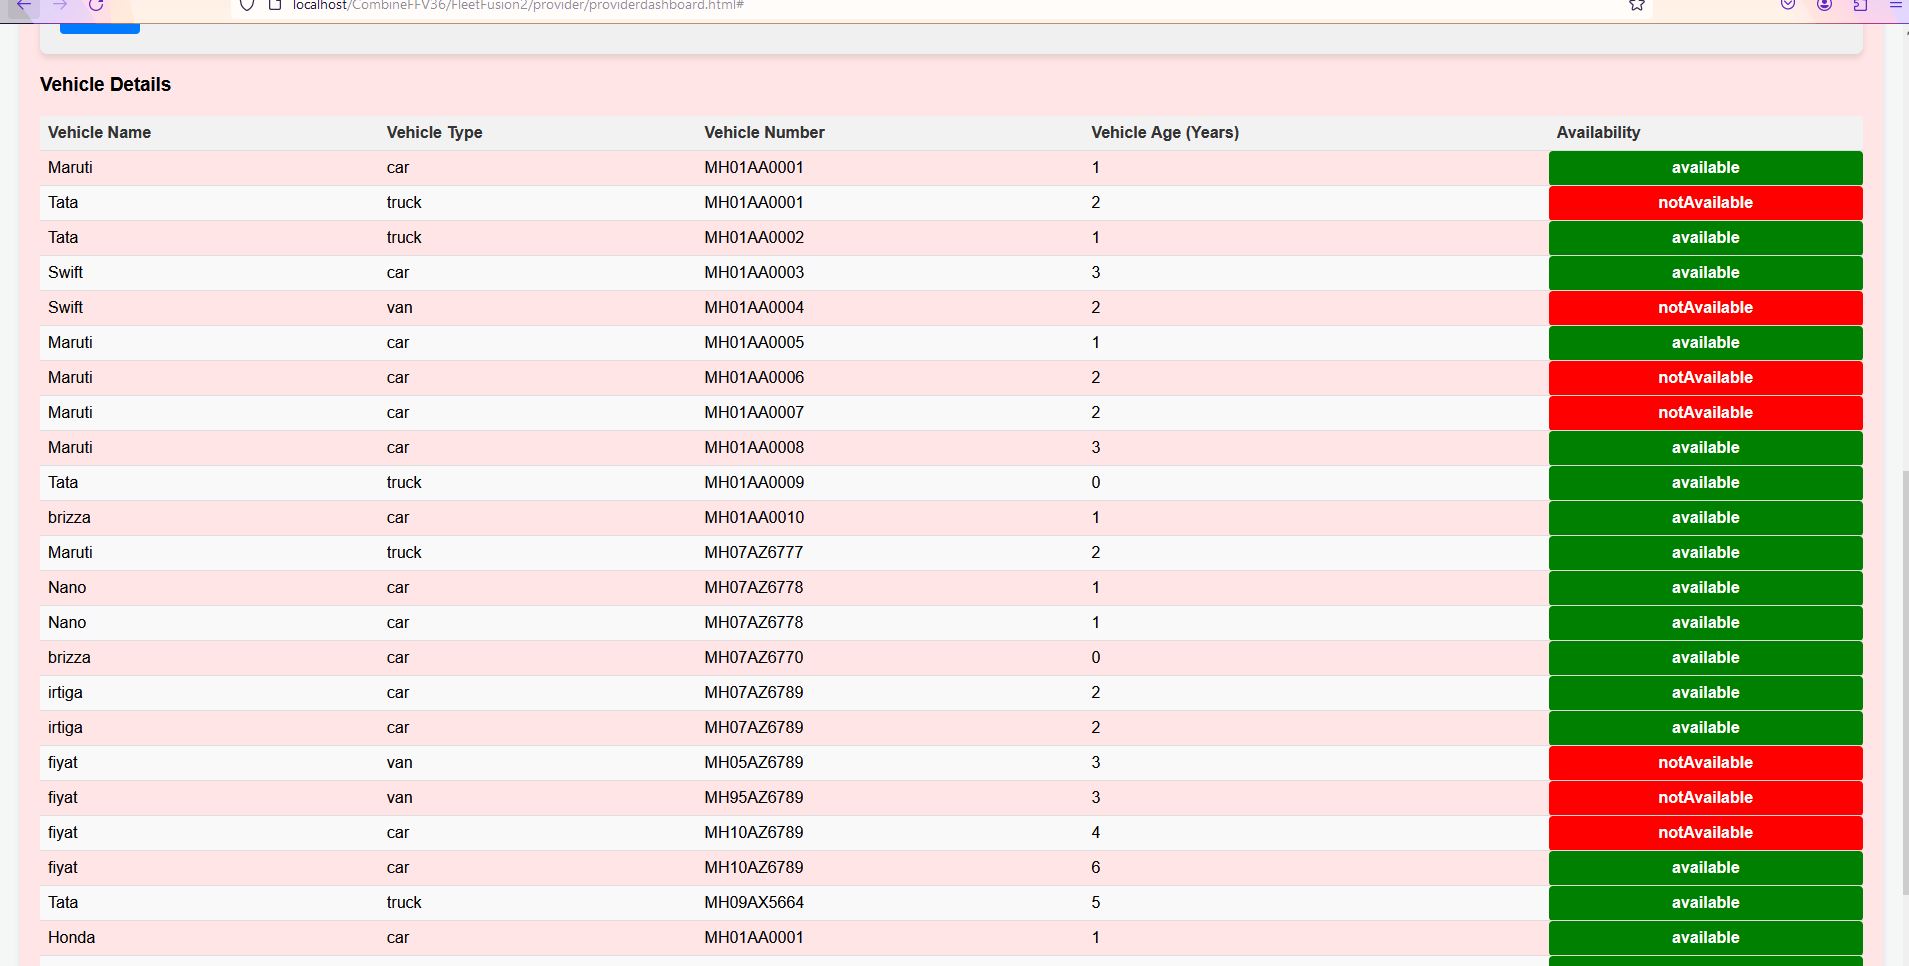 localhost/CombineFFV36/FleetFusion2/provider/providerdashboard.html#
Vehicle Details
Vehicle Name Vehicle Type Vehicle Number Vehicle Age (Years) Availability
Maruti car MH01AA0001 1 available
Tata truck MH01AA0001 2 notAvailable
Tata truck MH01AA0002 1 available
Swift car MH01AA0003 3 available
Swift van MH01AA0004 2 notAvailable
Maruti car MH01AA0005 1 available
Maruti car MH01AA0006 2 notAvailable
Maruti car MH01AA0007 2 notAvailable
Maruti car MH01AA0008 3 available
Tata truck MH01AA0009 0 available
brizza car MH01AA0010 1 available
Maruti truck MH07AZ6777 2 available
Nano car MH07AZ6778 1 available
Nano car MH07AZ6778 1 available
brizza car MH07AZ6770 0 available
irtiga car MH07AZ6789 2 available
irtiga car MH07AZ6789 2 available
fiyat van MH05AZ6789 3 notAvailable
fiyat van MH95AZ6789 3 notAvailable
fiyat car MH10AZ6789 4 notAvailable
fiyat car MH10AZ6789 6 available
Tata truck MH09AX5664 5 available
Honda car MH01AA0001 1 available